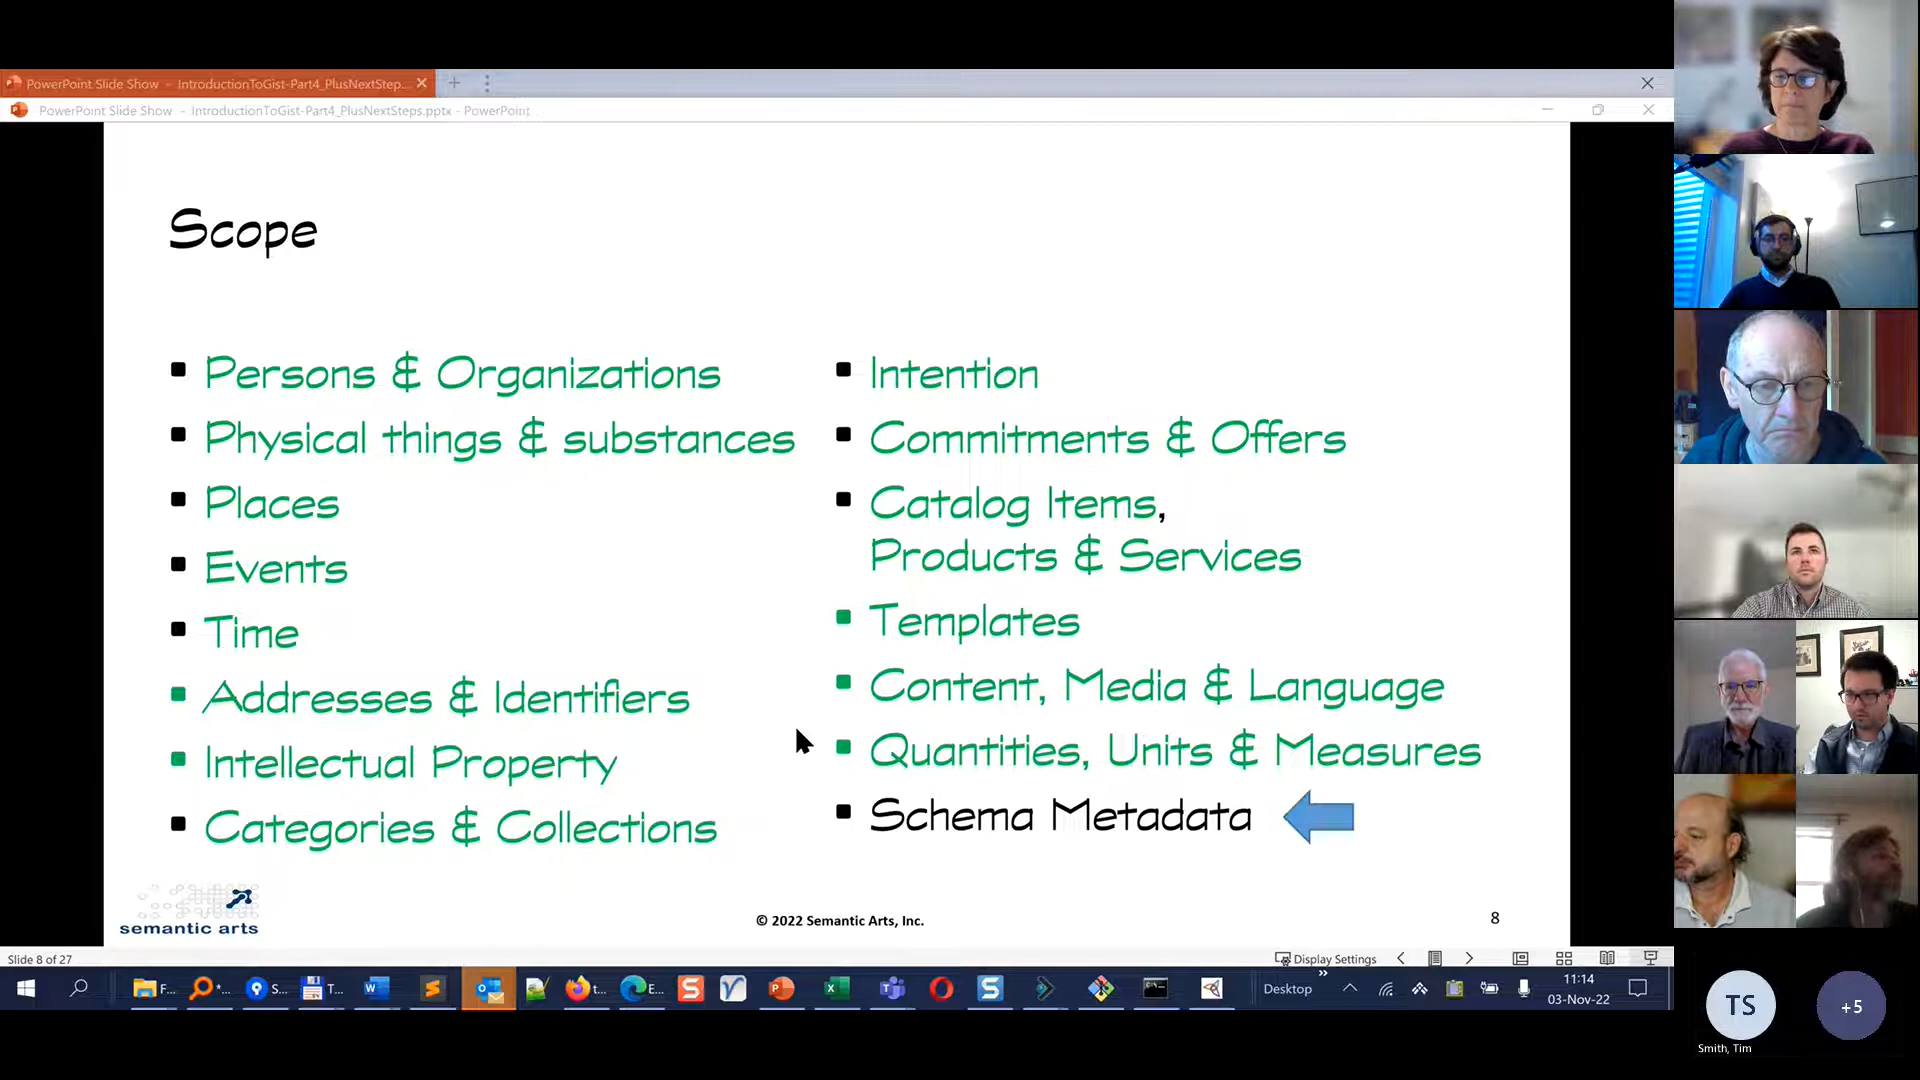 PowerPoint Slide Show - IntroductionToGist-Part4_PlusNextStep...
PowerPoint Slide Show - IntroductionToGist-Part4_PlusNextSteps.pptx - PowerPoint
Scope
Persons & Organizations
Physical things & substances
Places
Events
Time
Addresses & Identifiers
Intellectual Property
Categories & Collections
Intention
Commitments & Offers
Catalog Items,
Products & Services
Templates
Content, Media & Language
Quantities, Units & Measures
Schema Metadata
semantic arts
© 2022 Semantic Arts, Inc.
8
Slide 8 of 27
Display Settings
F...
*...
S...
T...
t...
E...
Desktop
11:14
03-Nov-22
TS
+5
Smith, Tim